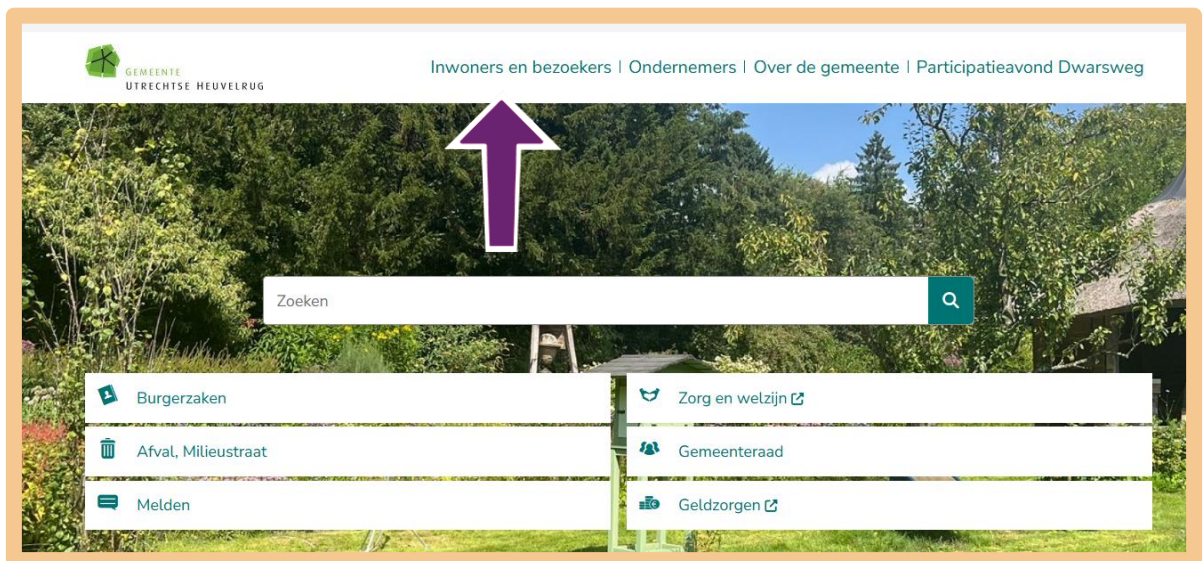 GEMEENTE
UTRECHTSE HEUVELRUG
Inwoners en bezoekers | Ondernemers | Over de gemeente | Participatieavond Dwarsweg
Zoeken
Burgerzaken
Zorg en welzijn
Afval, Milieustraat
Gemeenteraad
Melden
Geldzorgen